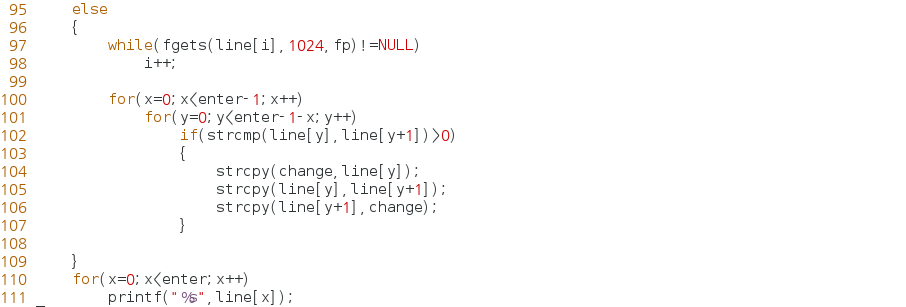 95     else
96     {
97         while(fgets(line[i],1024,fp)!=NULL)
98             i++;
99
100         for(x=0;x<enter-1;x++)
101             for(y=0;y<enter-1-x;y++)
102                 if(strcmp(line[y],line[y+1])>0)
103                 {
104                     strcpy(change,line[y]);
105                     strcpy(line[y],line[y+1]);
106                     strcpy(line[y+1],change);
107                 }
108
109     }
110     for(x=0;x<enter;x++)
111 _       printf("%s",line[x]);